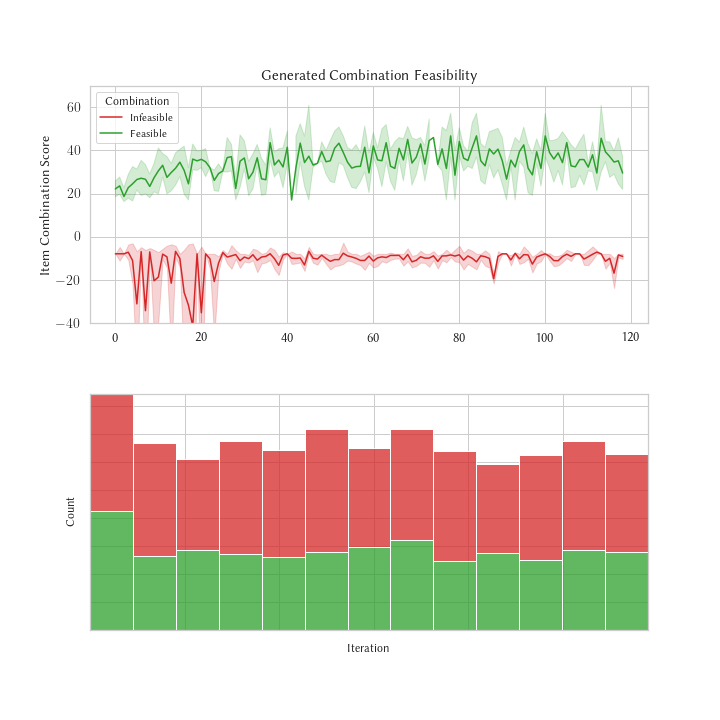 Generated Combination Feasibility
Item Combination Score
60
40
20
0
−20
−40
Combination
Infeasible
Feasible
0 20 40 60 80 100 120
Count
Iteration